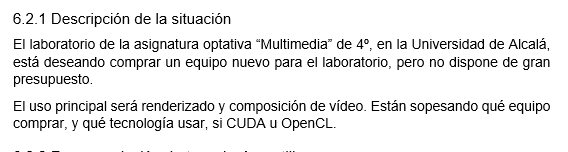 6.2.1 Descripción de la situación
El laboratorio de la asignatura optativa “Multimedia” de 4º, en la Universidad de Alcalá,
está deseando comprar un equipo nuevo para el laboratorio, pero no dispone de gran
presupuesto.
El uso principal será renderizado y composición de vídeo. Están sopesando qué equipo
comprar, y qué tecnología usar, si CUDA u OpenCL.